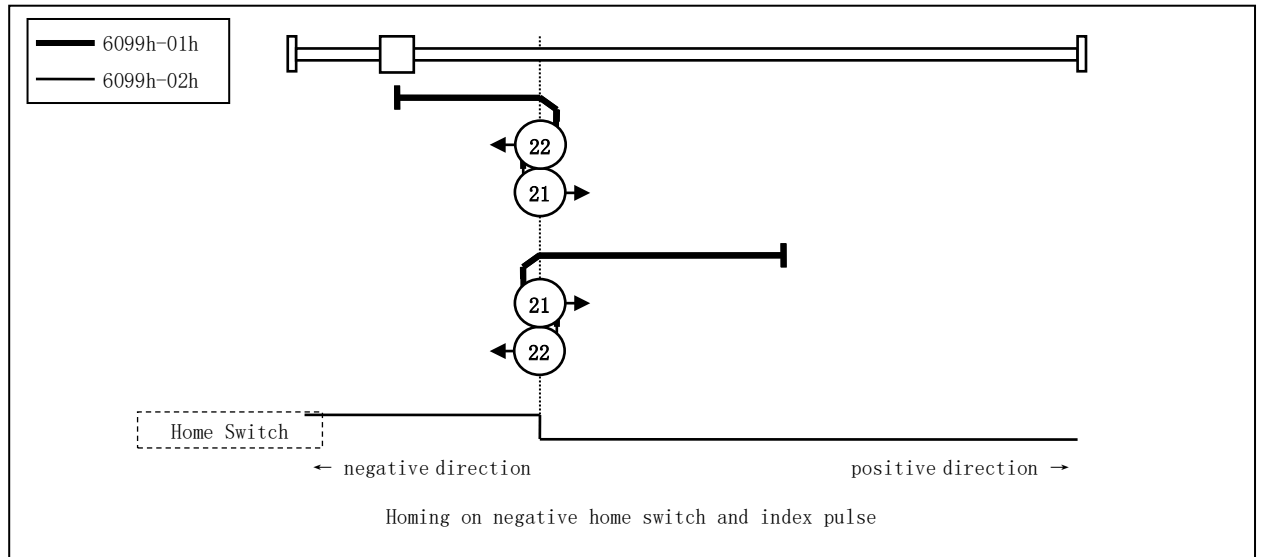 6099h-01h
6099h-02h
22
21
21
22
Home Switch
← negative direction
positive direction →
Homing on negative home switch and index pulse